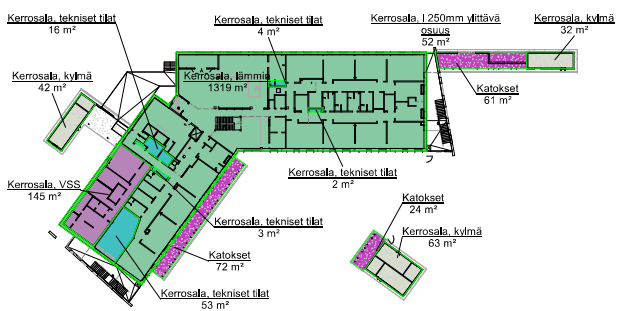 Kerrosala, tekniset tilat
16 m²
Kerrosala, tekniset tilat
4 m²
Kerrosala, l 250mm ylittävä
osuus
52 m²
Kerrosala, kylmä
32 m²
Kerrosala, kylmä
42 m²
Kerrosala, lämmin
1319 m²
Katokset
61 m²
Kerrosala, tekniset tilat
2 m²
Kerrosala, VSS
145 m²
Kerrosala, tekniset tilat
3 m²
Katokset
24 m²
Kerrosala, kylmä
63 m²
Katokset
72 m²
Kerrosala, tekniset tilat
53 m²